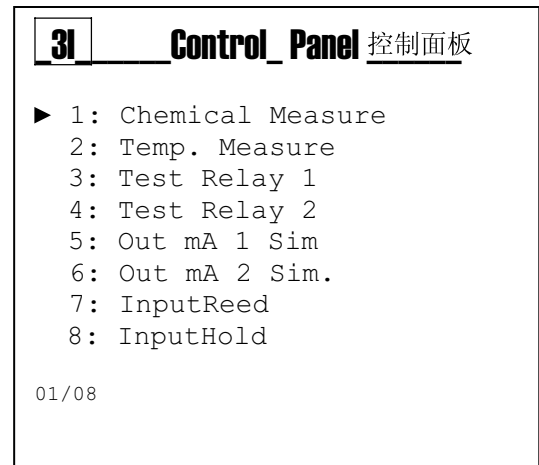 3I Control Panel 控制面板
► 1: Chemical Measure
2: Temp. Measure
3: Test Relay 1
4: Test Relay 2
5: Out mA 1 Sim
6: Out mA 2 Sim.
7: InputReed
8: InputHold
01/08